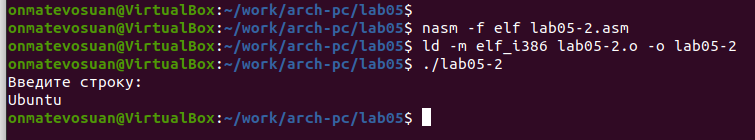 onmatevosuan@VirtualBox:~/work/arch-pc/lab05$
onmatevosuan@VirtualBox:~/work/arch-pc/lab05$ nasm -f elf lab05-2.asm
onmatevosuan@VirtualBox:~/work/arch-pc/lab05$ ld -m elf_i386 lab05-2.o -o lab05-2
onmatevosuan@VirtualBox:~/work/arch-pc/lab05$ ./lab05-2
Введите строку:
Ubuntu
onmatevosuan@VirtualBox:~/work/arch-pc/lab05$